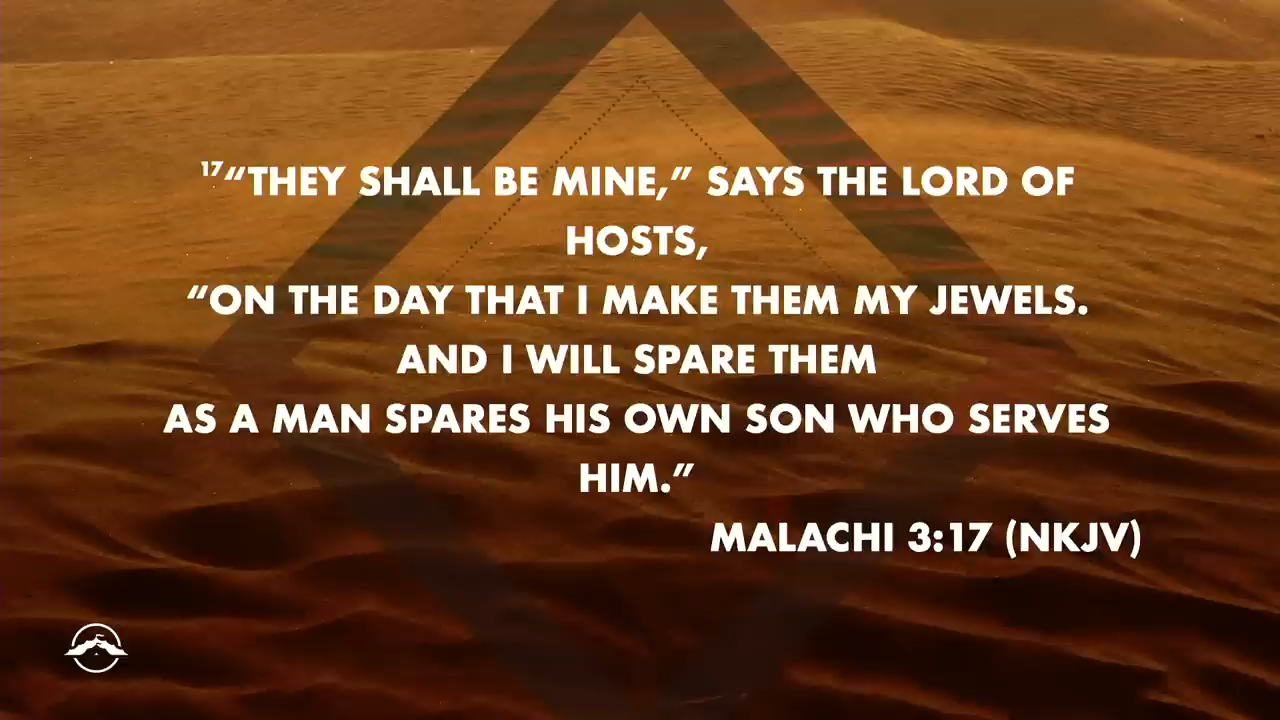 17“THEY SHALL BE MINE,” SAYS THE LORD OF
HOSTS,
“ON THE DAY THAT I MAKE THEM MY JEWELS.
AND I WILL SPARE THEM
AS A MAN SPARES HIS OWN SON WHO SERVES
HIM.”
MALACHI 3:17 (NKJV)